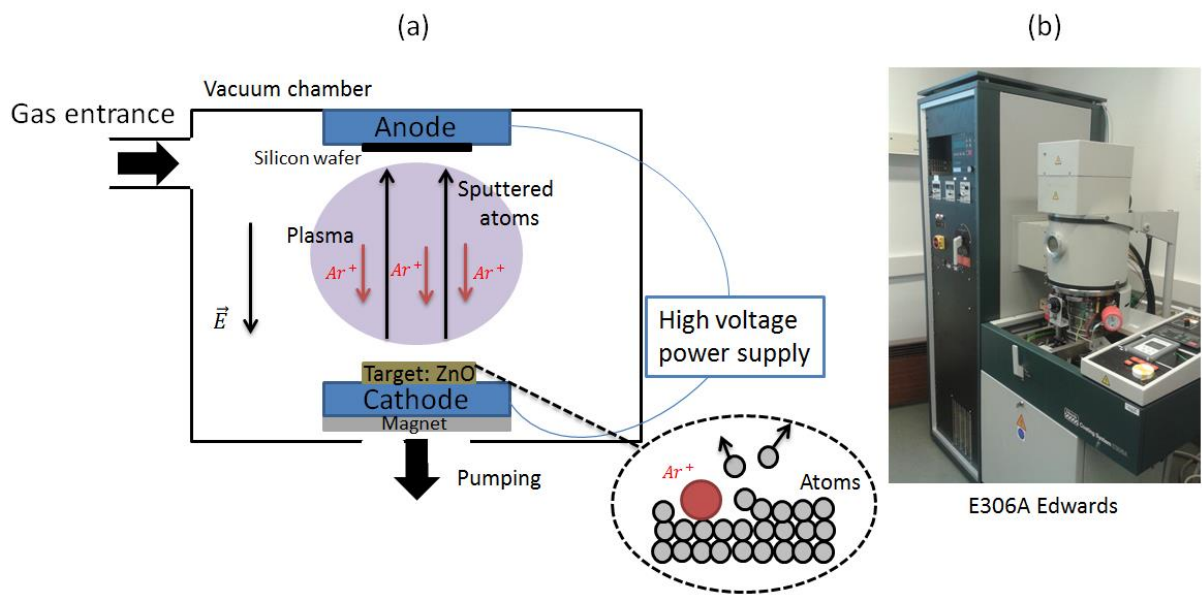 (a)
(b)
Vacuum chamber
Gas entrance
Anode
Silicon wafer
Sputtered
atoms
Plasma
Ar⁺
Ar⁺
Ar⁺
E⃗
High voltage
power supply
Target: ZnO
Cathode
Magnet
Pumping
Ar⁺
Atoms
E306A Edwards